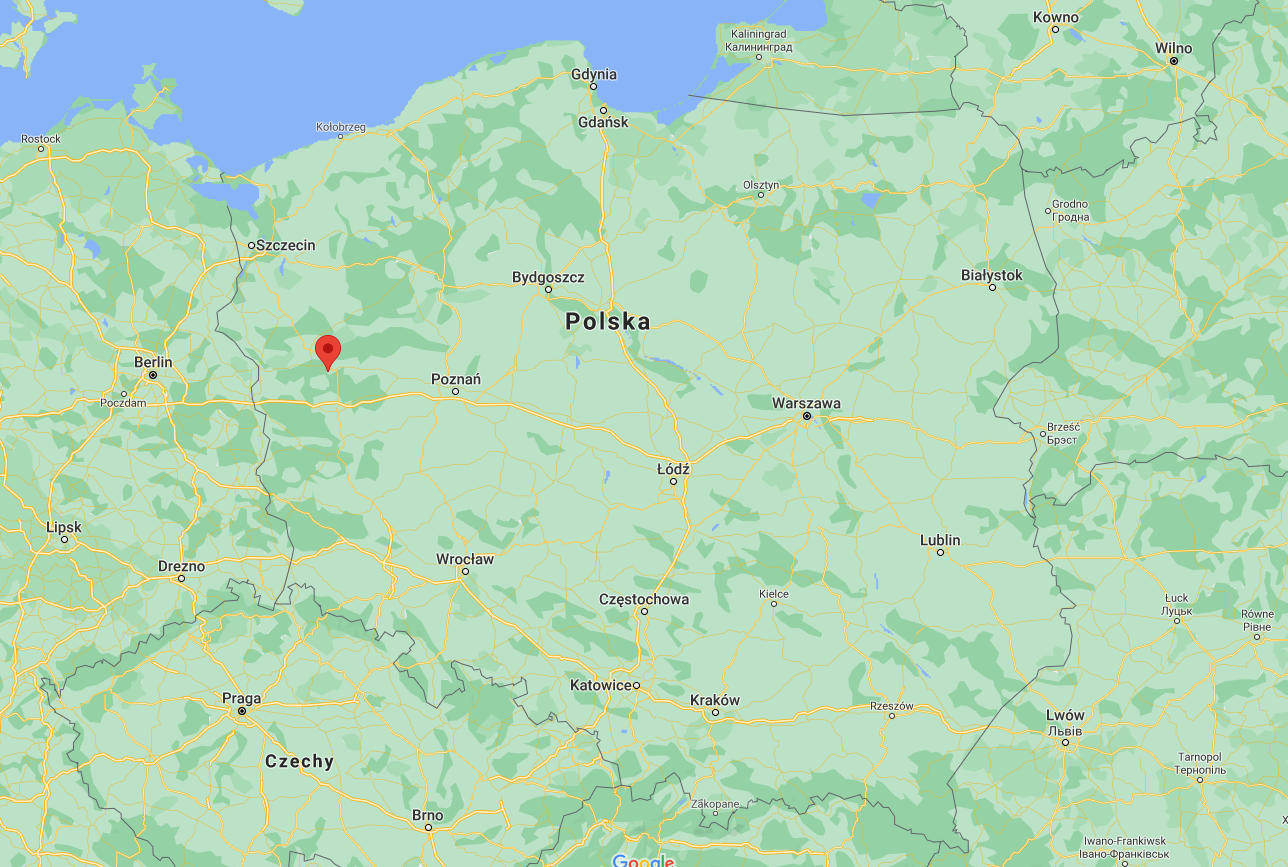 Kowno
Kaliningrad
Калининград
Wilno
Gdynia
Gdańsk
Kołobrzeg
Rostock
Olsztyn
Grodno
Гродна
Szczecin
Białystok
Bydgoszcz
Polska
Berlin
Poznań
Poczdam
Warszawa
Brześć
Брэст
Łódź
Lipsk
Lublin
Wrocław
Drezno
Kielce
Częstochowa
Łuck
Луцьк
Równe
Рівне
Katowice
Praga
Kraków
Rzeszów
Lwów
Львів
Czechy
Tarnopol
Тернопіль
Zakopane
Brno
Iwano-Frankiwsk
Івано-Франківськ
Google